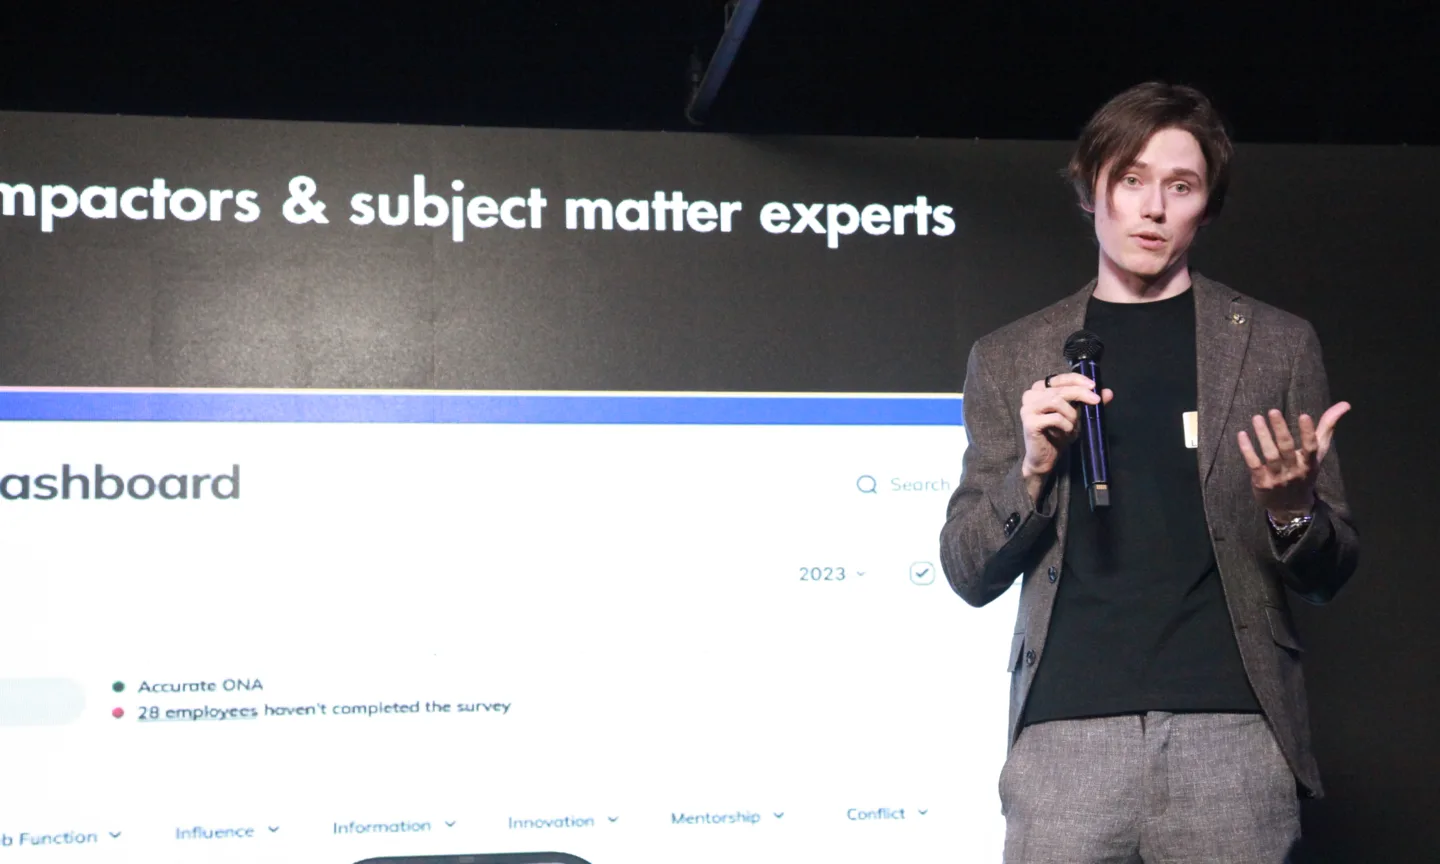 mpactors & subject matter experts
ashboard
Search
2023
Accurate ONA
28 employees haven't completed the survey
b Function
Influence
Information
Innovation
Mentorship
Conflict